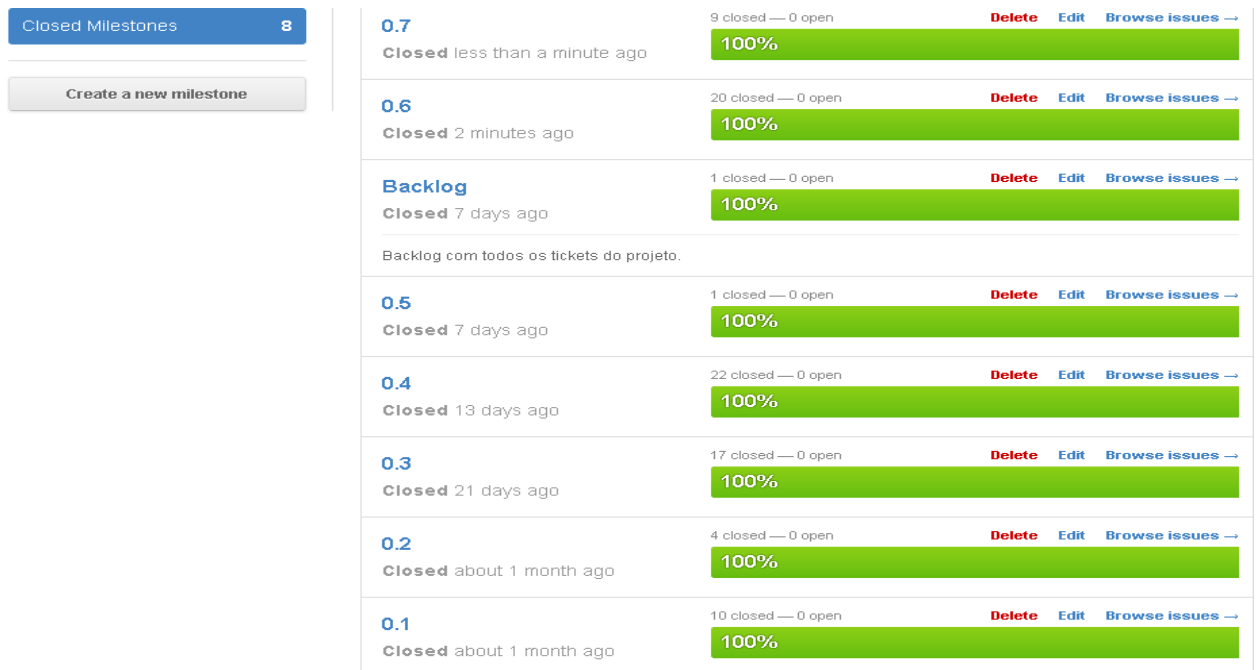 Closed Milestones 8
Create a new milestone
0.7
Closed less than a minute ago
9 closed — 0 open Delete Edit Browse issues →
100%
0.6
Closed 2 minutes ago
20 closed — 0 open Delete Edit Browse issues →
100%
Backlog
Closed 7 days ago
1 closed — 0 open Delete Edit Browse issues →
100%
Backlog com todos os tickets do projeto.
0.5
Closed 7 days ago
1 closed — 0 open Delete Edit Browse issues →
100%
0.4
Closed 13 days ago
22 closed — 0 open Delete Edit Browse issues →
100%
0.3
Closed 21 days ago
17 closed — 0 open Delete Edit Browse issues →
100%
0.2
Closed about 1 month ago
4 closed — 0 open Delete Edit Browse issues →
100%
0.1
Closed about 1 month ago
10 closed — 0 open Delete Edit Browse issues →
100%